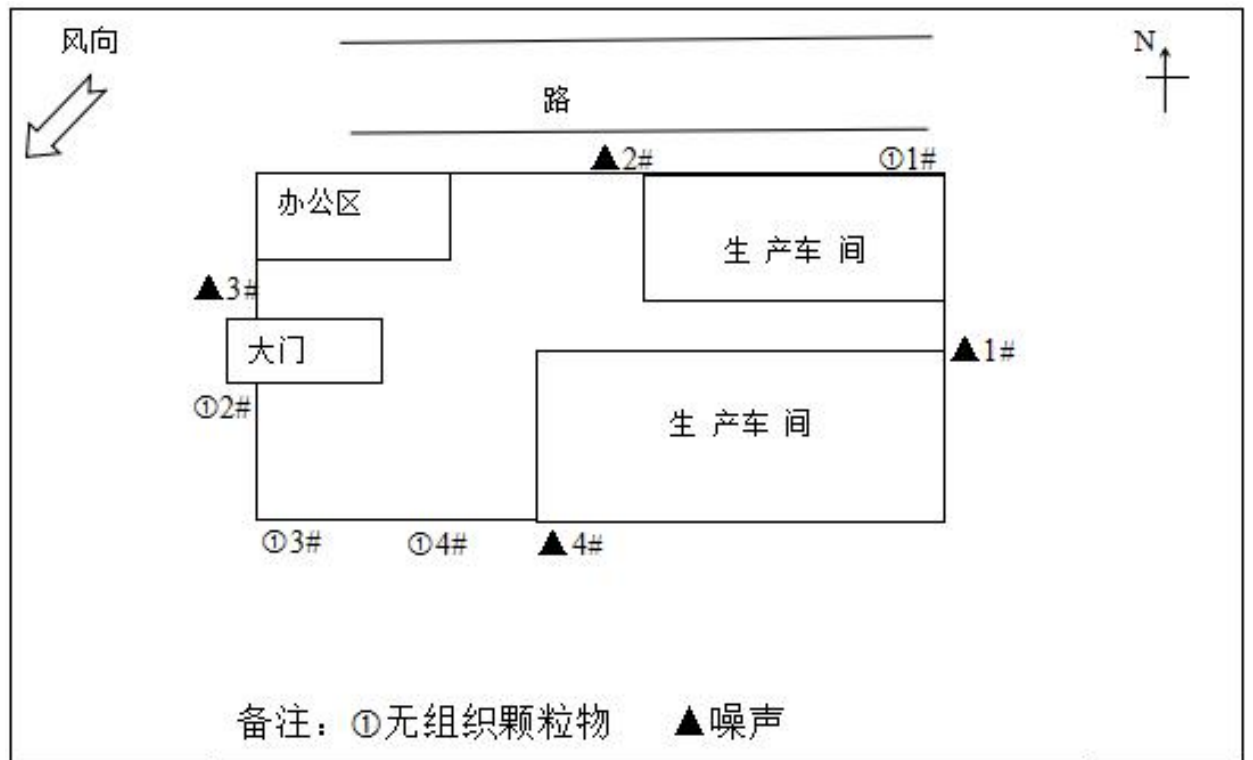 风向
N
路
▲2#
①1#
办公区
生 产车 间
▲3#
大门
▲1#
①2#
生 产车 间
①3#
①4#
▲4#
备注：①无组织颗粒物 ▲噪声